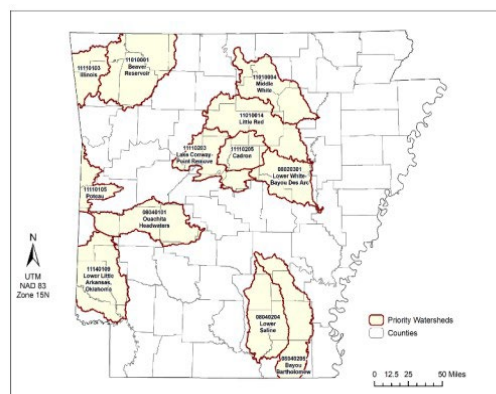 11010001
Beaver
Reservoir
11110103
Illinois
11010004
Middle
White
11010014
Little Red
11110203
Lake Conway-
Point Remove
11110205
Cadron
08020301
Lower White-
Bayou Des Arc
11110105
Poteau
08040101
Ouachita
Headwaters
N
UTM
NAD 83
Zone 15N
11140109
Lower Little
Arkansas,
Oklahoma
08040204
Lower
Saline
08040205
Bayou
Bartholomew
Priority Watersheds
Counties
0 12.5 25 50 Miles